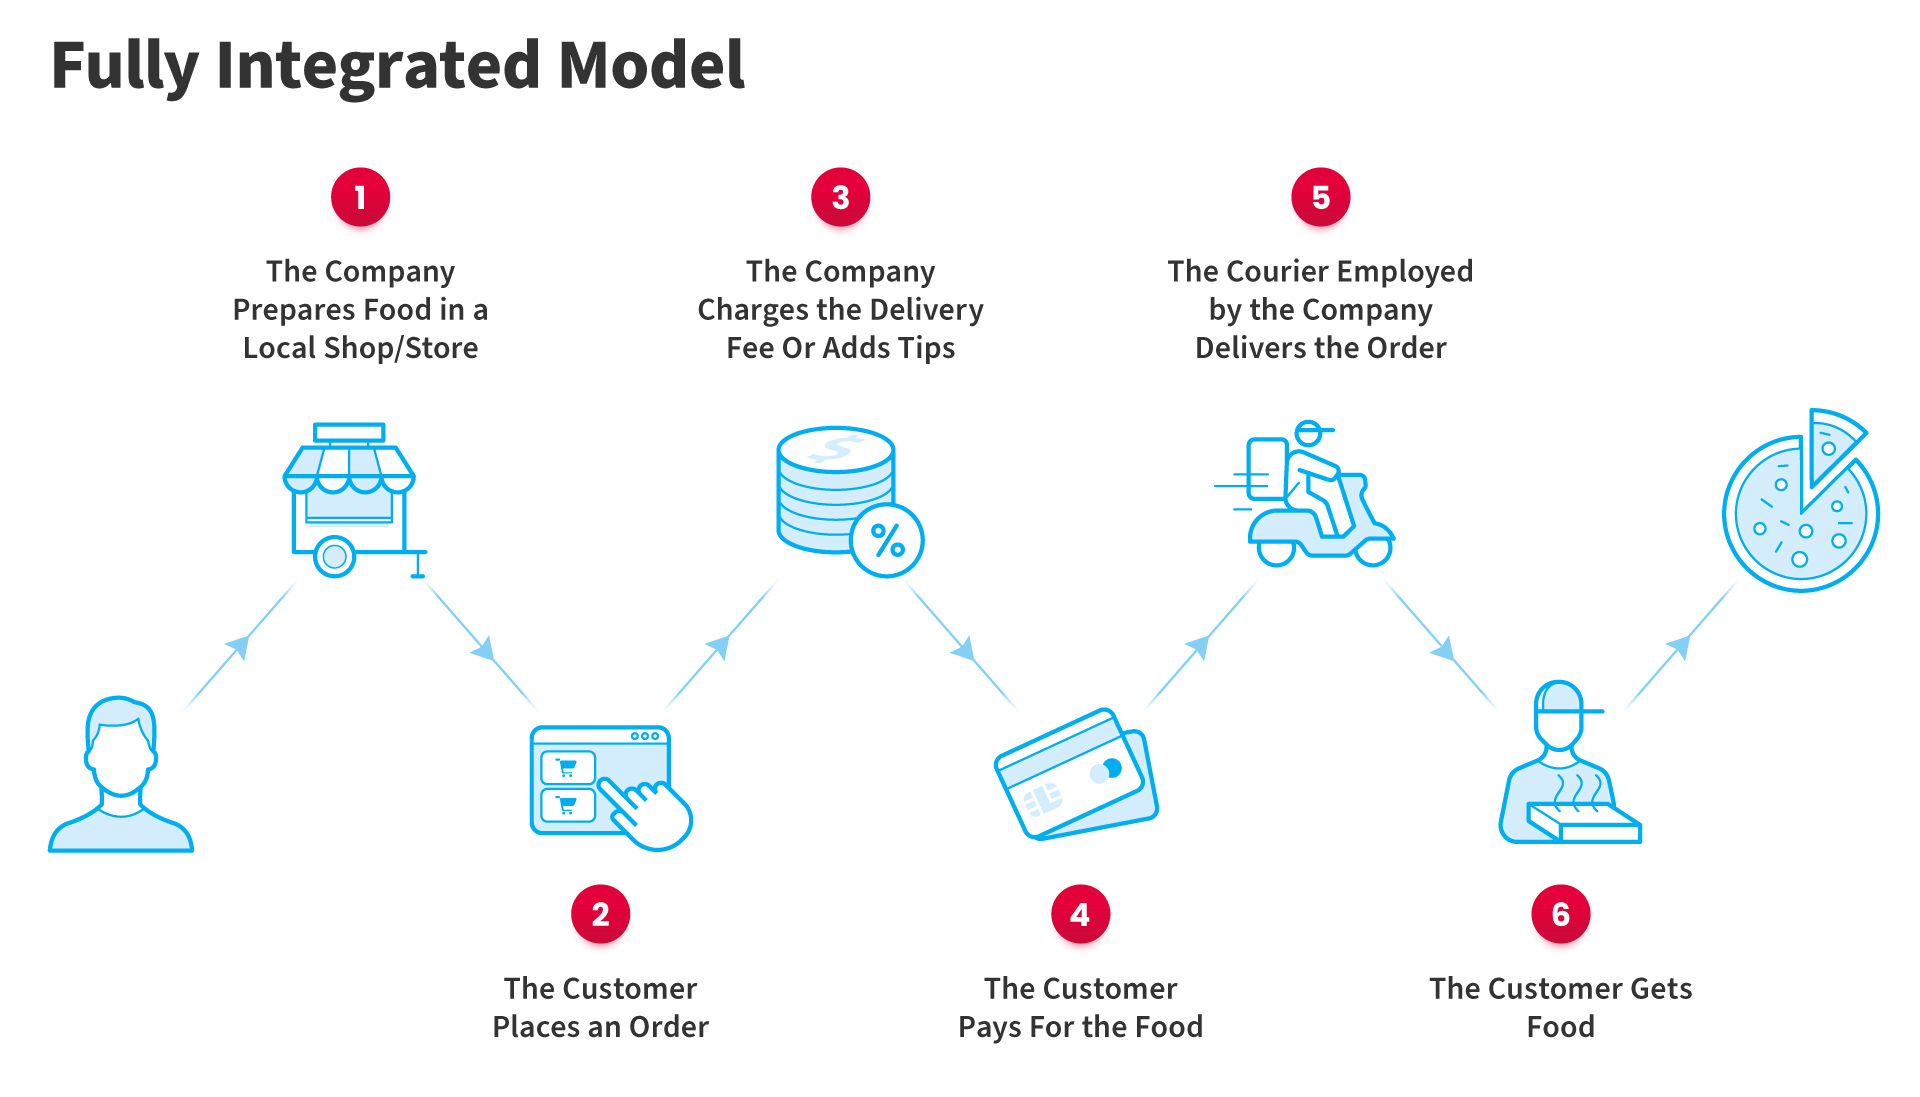 Fully Integrated Model
1
The Company
Prepares Food in a
Local Shop/Store
2
The Customer
Places an Order
3
The Company
Charges the Delivery
Fee Or Adds Tips
$
%
4
The Customer
Pays For the Food
5
The Courier Employed
by the Company
Delivers the Order
6
The Customer Gets
Food